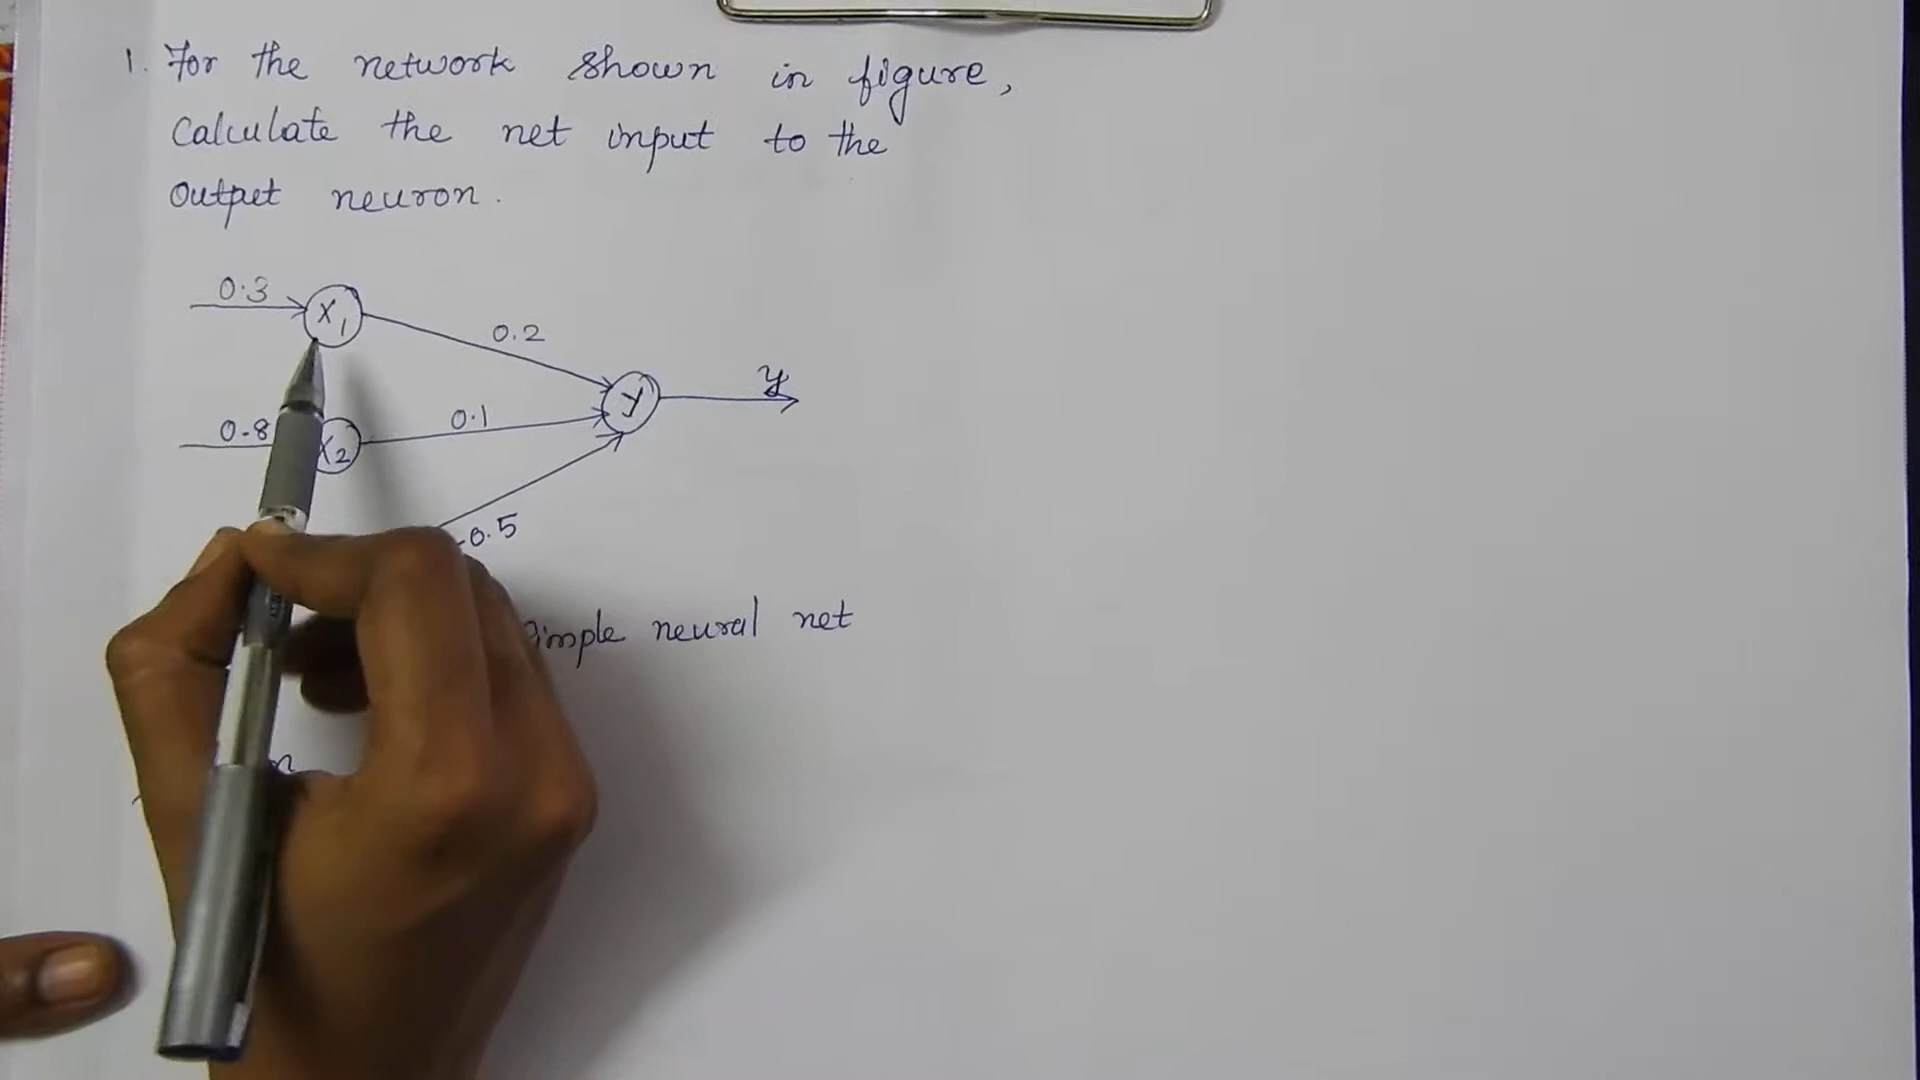 1. For the network shown in figure,
Calculate the net input to the
Output neuron.
0.3 X1
0.2
y
0.8 X2
0.1
Y
-0.5
simple neural net